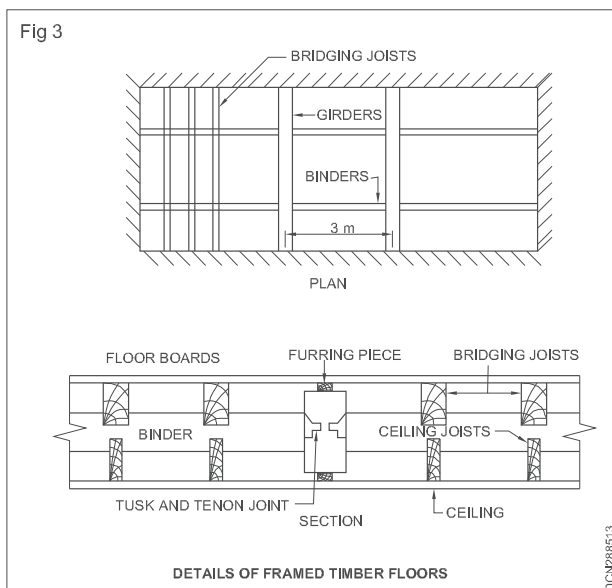 Fig 3
BRIDGING JOISTS
GIRDERS
BINDERS
3 m
PLAN
FLOOR BOARDS
FURRING PIECE
BRIDGING JOISTS
BINDER
CEILING JOISTS
TUSK AND TENON JOINT
SECTION
CEILING
DETAILS OF FRAMED TIMBER FLOORS
DCN288513